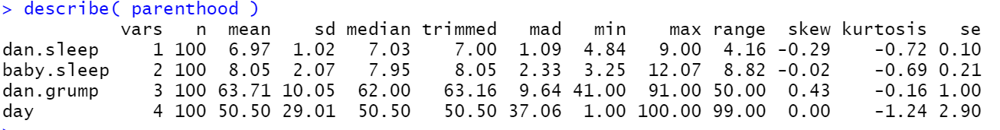 > describe( parenthood )
vars n mean sd median trimmed mad min max range skew kurtosis se
dan.sleep 1 100 6.97 1.02 7.03 7.00 1.09 4.84 9.00 4.16 -0.29 -0.72 0.10
baby.sleep 2 100 8.05 2.07 7.95 8.05 2.33 3.25 12.07 8.82 -0.02 -0.69 0.21
dan.grump 3 100 63.71 10.05 62.00 63.16 9.64 41.00 91.00 50.00 0.43 -0.16 1.00
day 4 100 50.50 29.01 50.50 50.50 37.06 1.00 100.00 99.00 0.00 -1.24 2.90